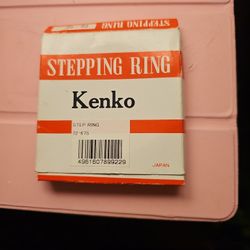 STEPPING RING
STEPPING RING
Kenko
STEP RING
4961607899229
JAPAN